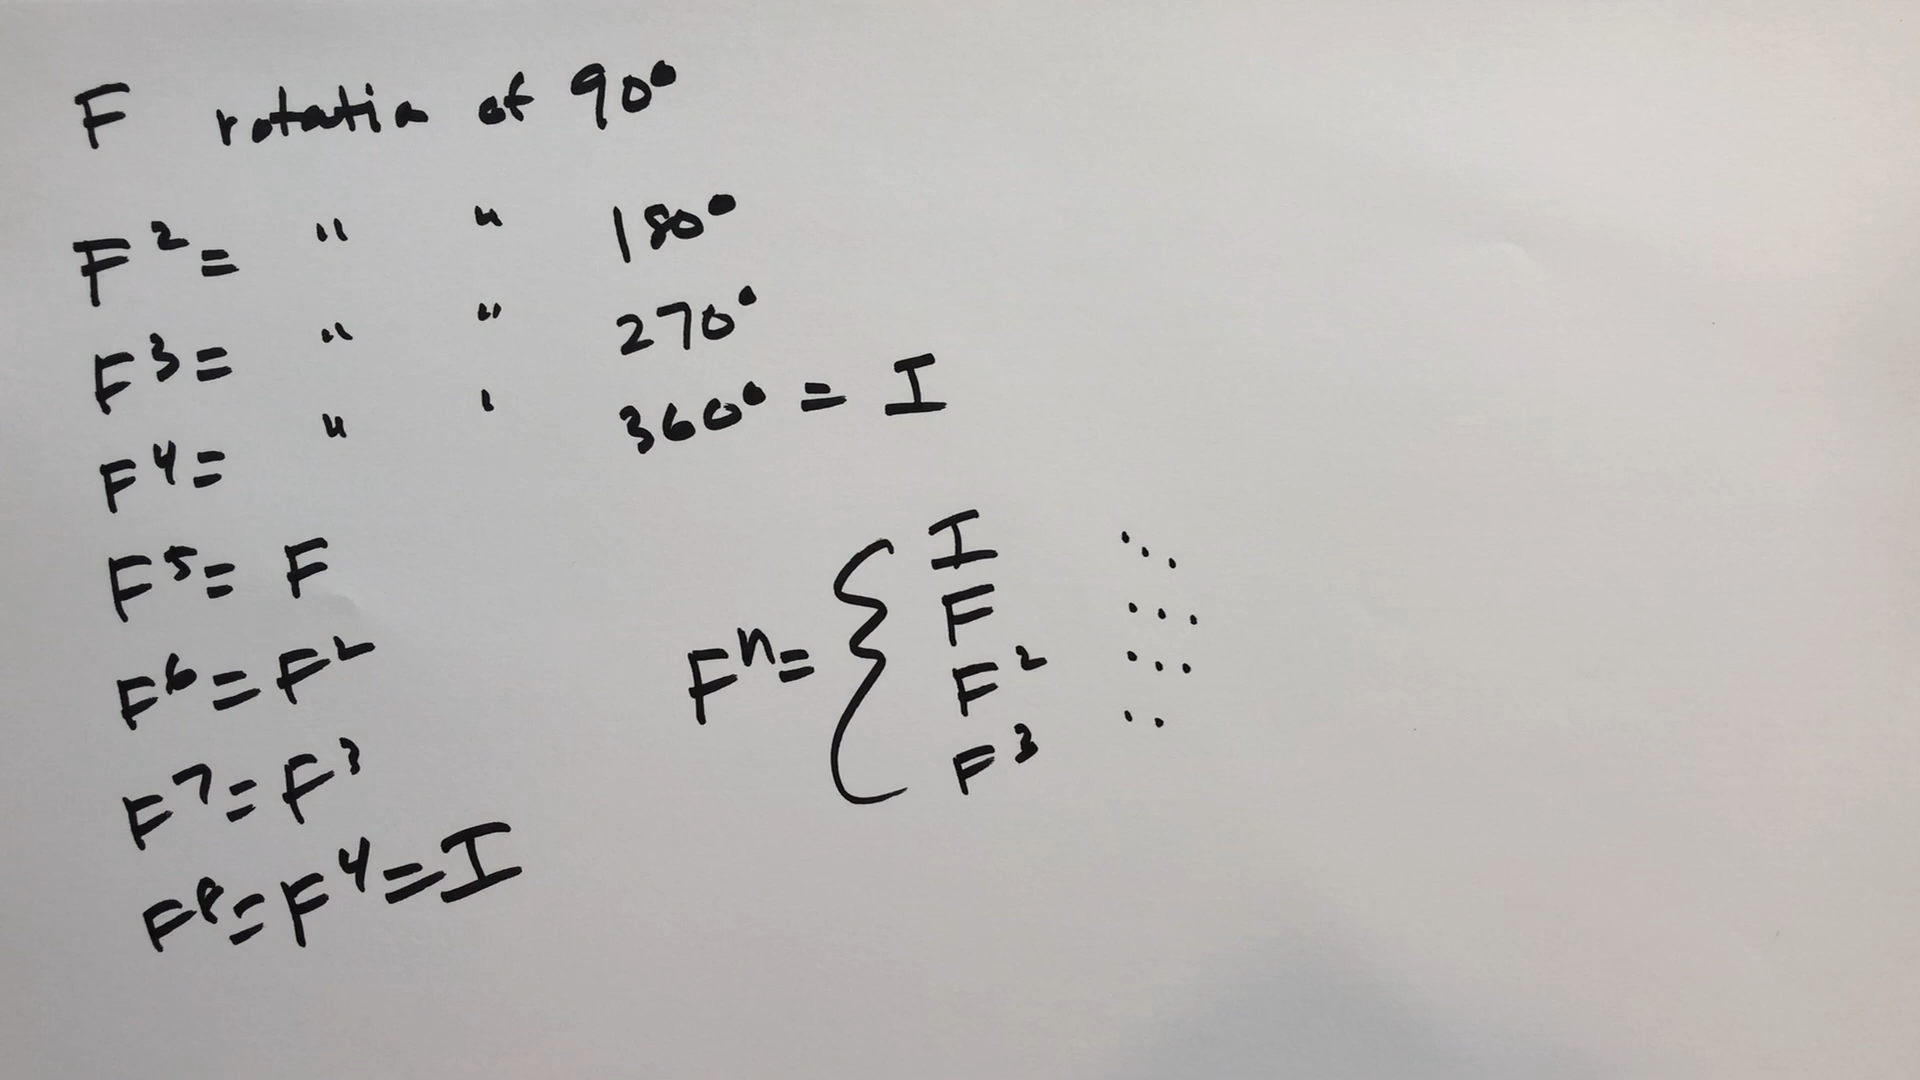 F rotation of 90°
F² = " " 180°
F³ = " " 270°
F⁴ = " ' 360° = I
F⁵ = F
F⁶ = F²
F⁷ = F³
F⁸ = F⁴ = I
Fⁿ = { I ...
F ...
F² ...
F³ ..